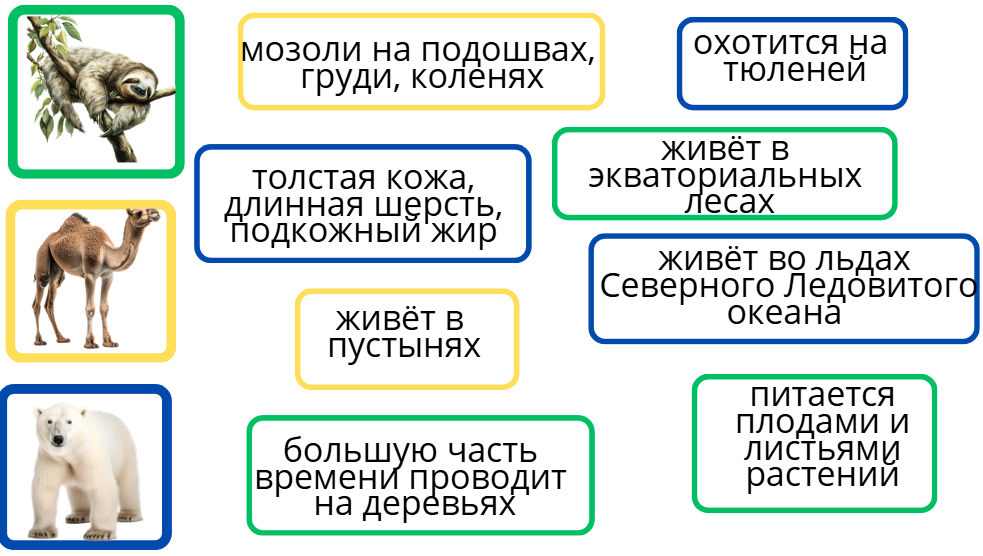 мозоли на подошвах,
груди, коленях
охотится на
тюленей
толстая кожа,
длинная шерсть,
подкожный жир
живёт в
экваториальных
лесах
живёт во льдах
Северного Ледовитого
океана
живёт в
пустынях
большую часть
времени проводит
на деревьях
питается
плодами и
листьями
растений